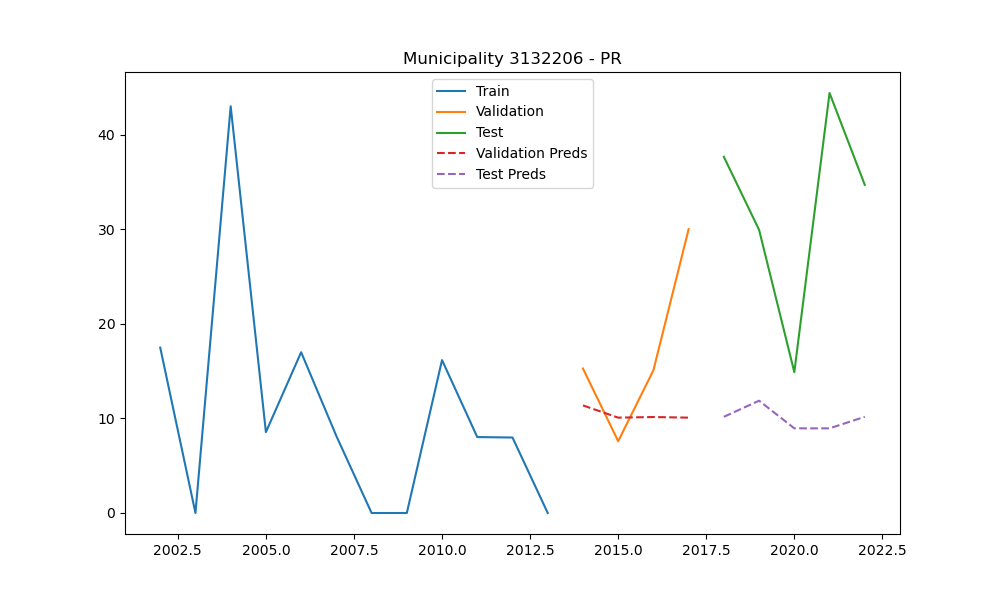 Municipality 3132206 - PR
Train
Validation
Test
Validation Preds
Test Preds
40
30
20
10
0
2002.5 2005.0 2007.5 2010.0 2012.5 2015.0 2017.5 2020.0 2022.5